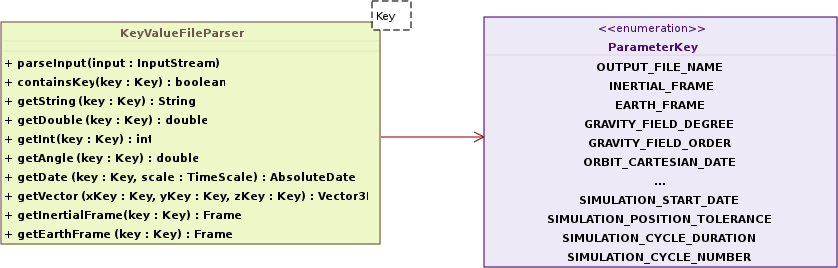 Key
KeyValueFileParser
+ parseInput(input : InputStream)
+ containsKey(key : Key) : boolean
+ getString (key : Key) : String
+ getDouble (key : Key) : double
+ getInt(key : Key) : int
+ getAngle (key : Key) : double
+ getDate (key : Key, scale : TimeScale) : AbsoluteDate
+ getVector (xKey : Key, yKey : Key, zKey : Key) : Vector3
+ getInertialFrame(key : Key) : Frame
+ getEarthFrame (key : Key) : Frame
<<enumeration>>
ParameterKey
OUTPUT_FILE_NAME
INERTIAL_FRAME
EARTH_FRAME
GRAVITY_FIELD_DEGREE
GRAVITY_FIELD_ORDER
ORBIT_CARTESIAN_DATE
...
SIMULATION_START_DATE
SIMULATION_POSITION_TOLERANCE
SIMULATION_CYCLE_DURATION
SIMULATION_CYCLE_NUMBER